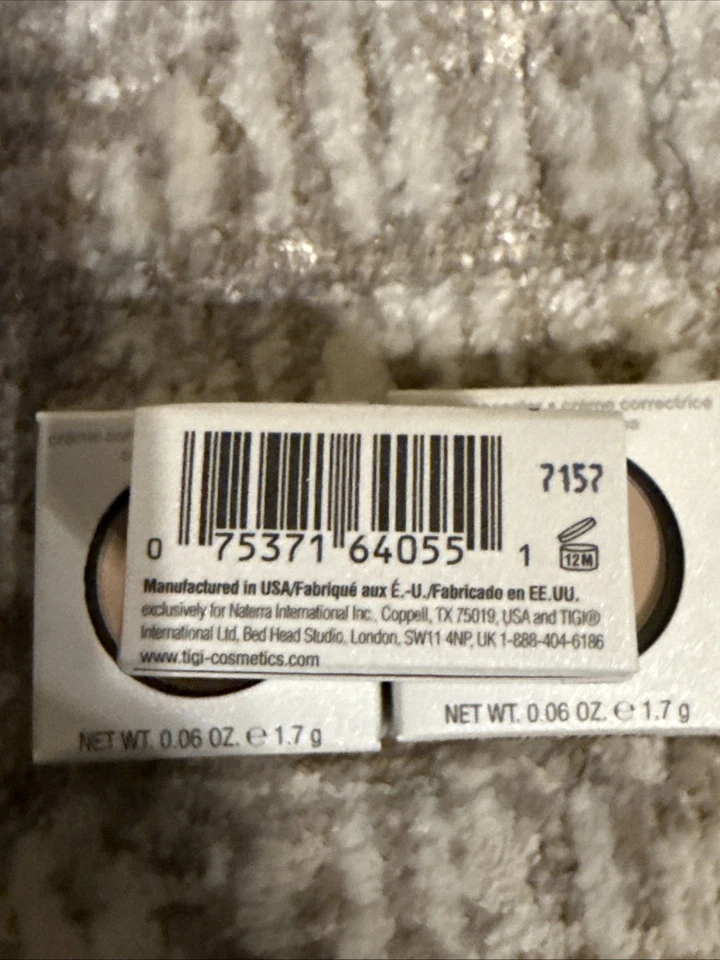 crème correctrice
7157
0 75371 64055 1
12M
Manufactured in USA/Fabriqué aux É.-U./Fabricado en EE.UU.
exclusively for Naterra International Inc., Coppell, TX 75019, USA and TIGI®
International Ltd, Bed Head Studio, London, SW11 4NP, UK 1-888-404-6186
www.tigi-cosmetics.com
NET WT. 0.06 OZ. ℮ 1.7 g
NET WT. 0.06 OZ. ℮ 1.7 g